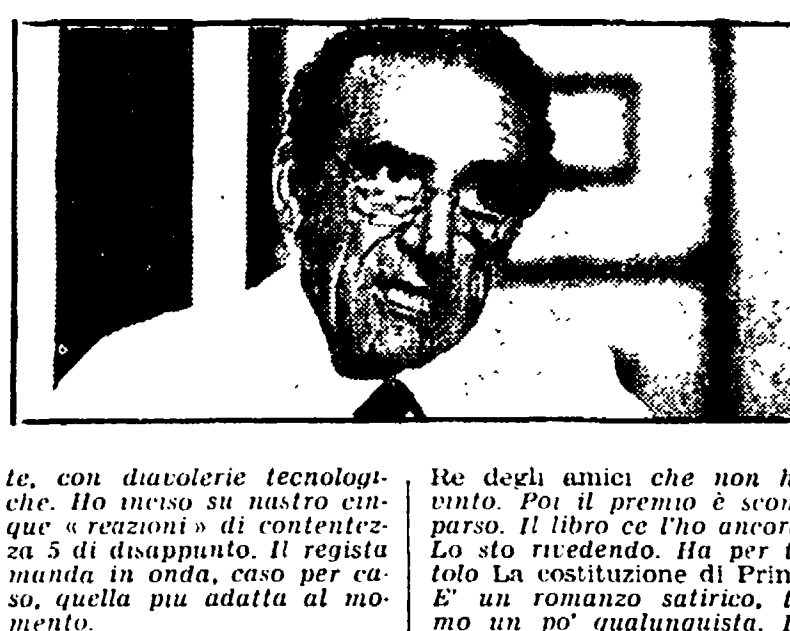 te, con diavolerie tecnologi-
che. Ho inciso su nastro cin-
que « reazioni » di contentez-
za 5 di disappunto. Il regista
manda in onda, caso per ca-
so, quella più adatta al mo-
mento.
Re degli amici che non h
vinto. Poi il premio è scom
parso. Il libro ce l'ho ancor
Lo sto rivedendo. Ha per t
tolo La costituzione di Prin
E' un romanzo satirico, t
mo un po' qualunquista. I